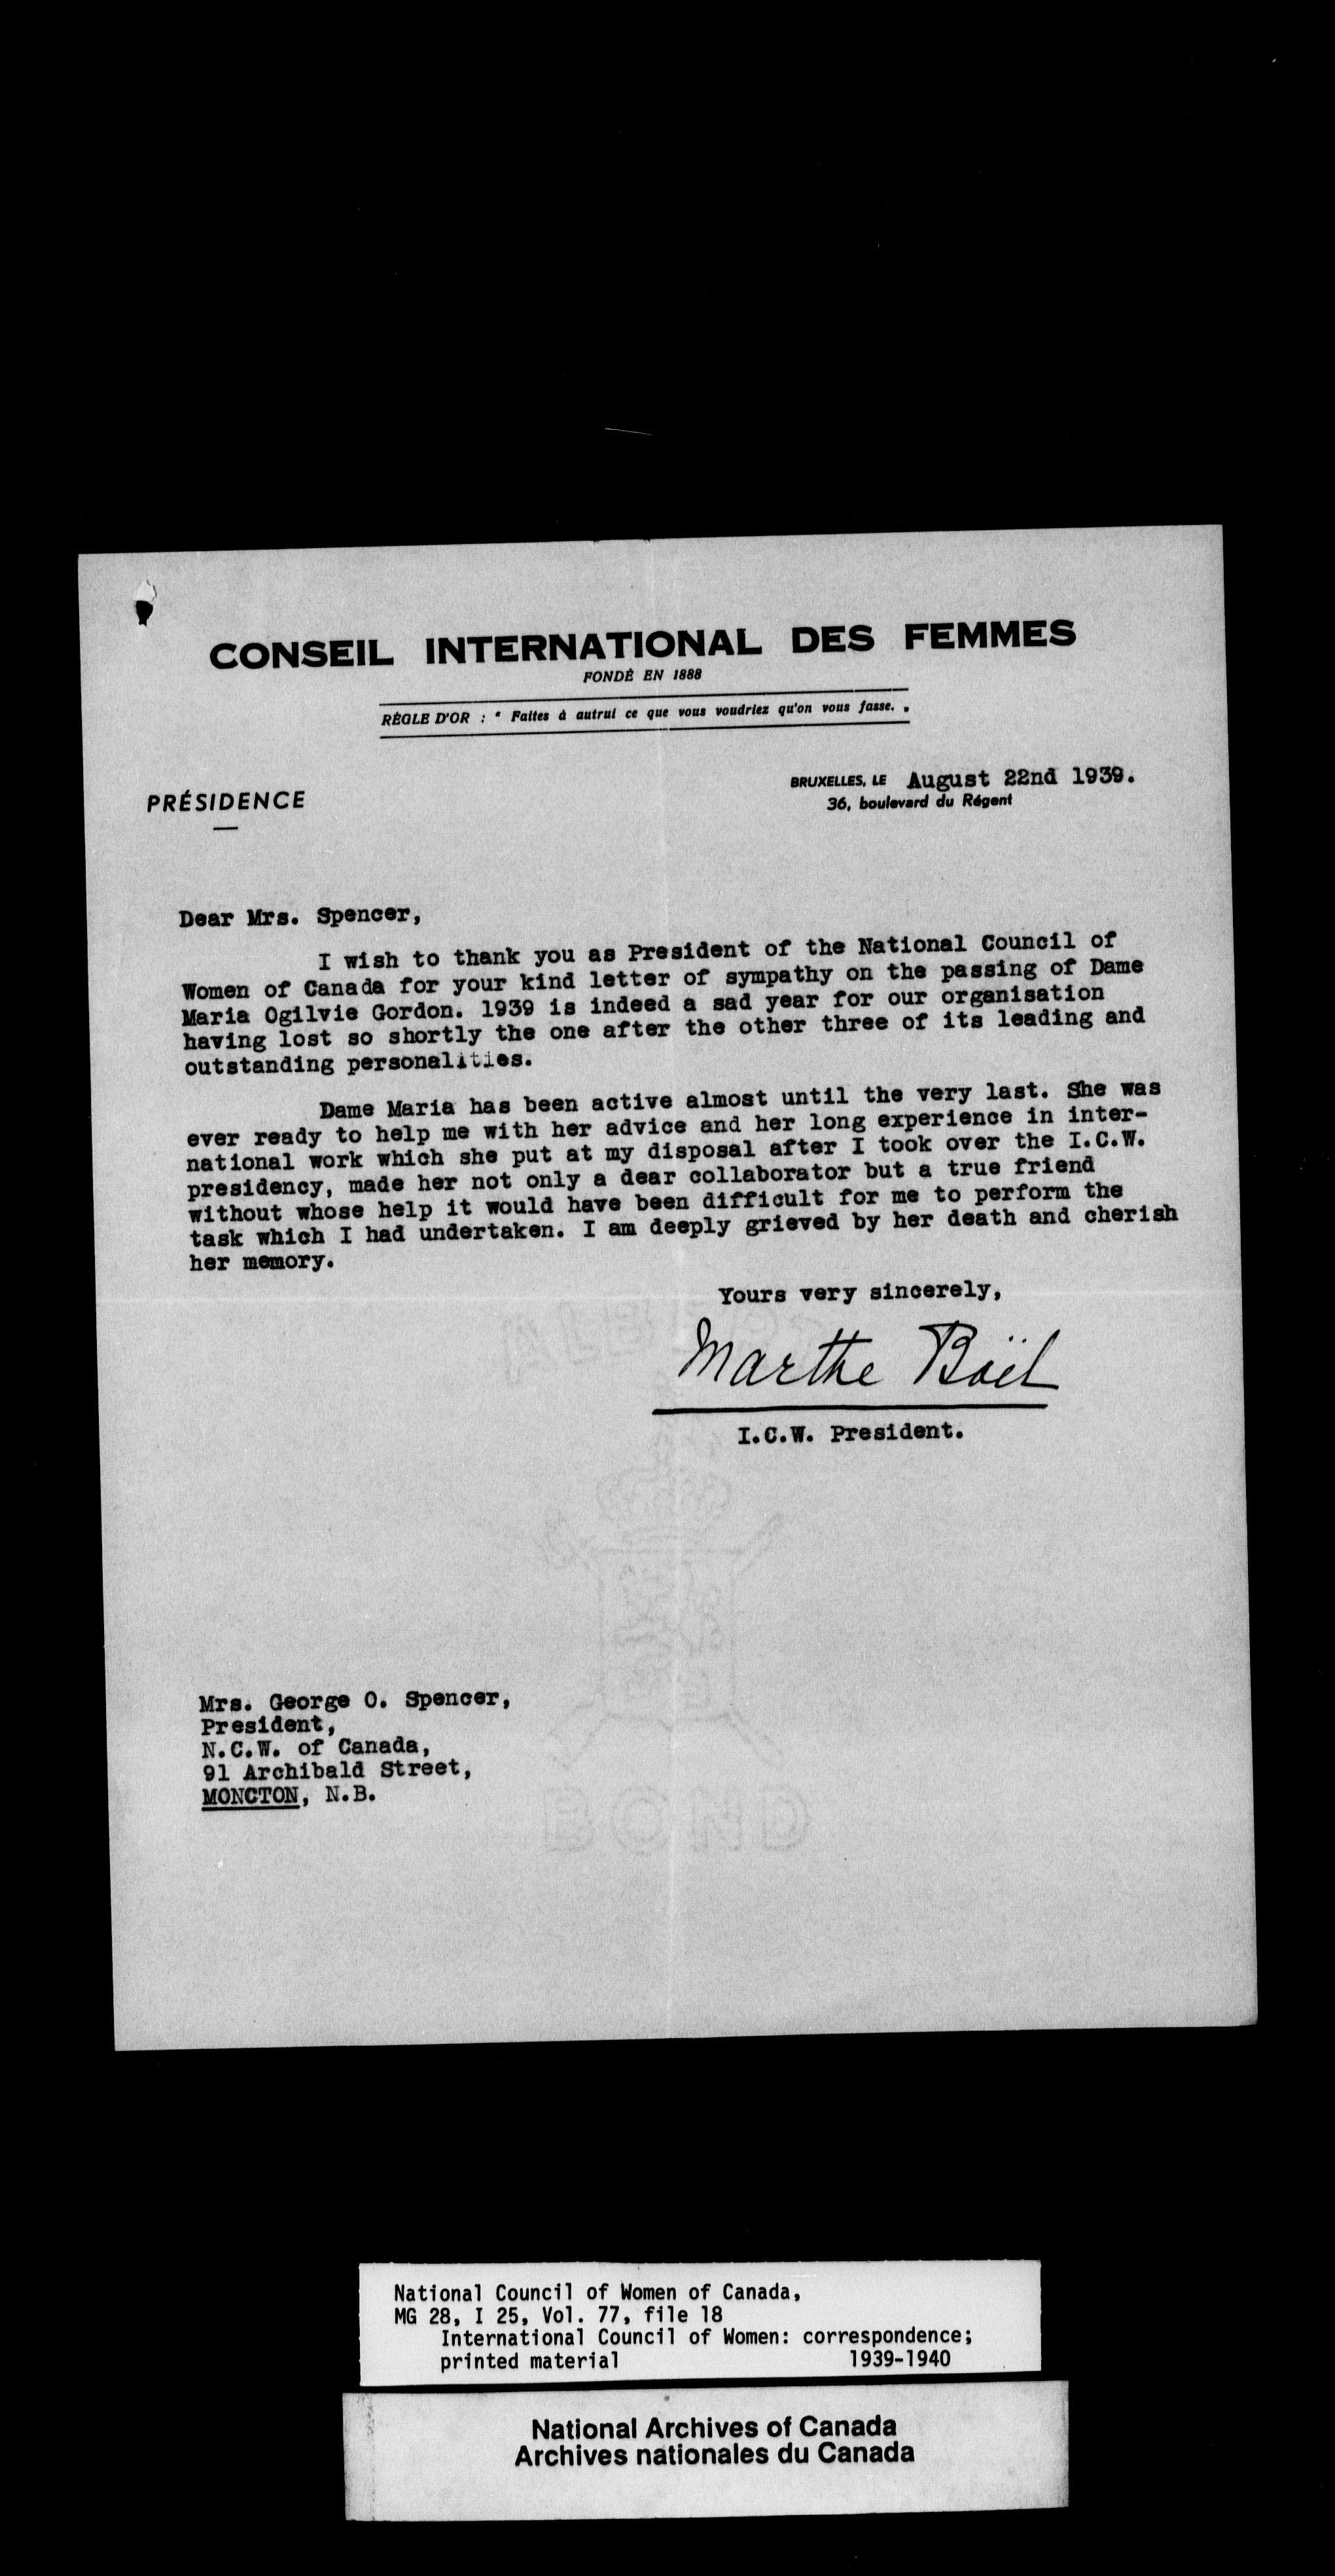 CONSEIL INTERNATIONAL DES FEMMES
FONDÉ EN 1888
RÈGLE D'OR : " Faites à autrui ce que vous voudriez qu'on vous fasse. "
BRUXELLES, LE August 22nd 1939.
36, boulevard du Régent
PRÉSIDENCE
Dear Mrs. Spencer,
I wish to thank you as President of the National Council of
Women of Canada for your kind letter of sympathy on the passing of Dame
Maria Ogilvie Gordon. 1939 is indeed a sad year for our organisation
having lost so shortly the one after the other three of its leading and
outstanding personalities.
Dame Maria has been active almost until the very last. She was
ever ready to help me with her advice and her long experience in inter-
national work which she put at my disposal after I took over the I.C.W.
presidency, made her not only a dear collaborator but a true friend
without whose help it would have been difficult for me to perform the
task which I had undertaken. I am deeply grieved by her death and cherish
her memory.
Yours very sincerely,
Marthe Boël
I.C.W. President.
Mrs. George O. Spencer,
President,
N.C.W. of Canada,
91 Archibald Street,
MONCTON, N.B.
BOND
National Council of Women of Canada,
MG 28, I 25, Vol. 77, file 18
International Council of Women: correspondence;
printed material 1939-1940
National Archives of Canada
Archives nationales du Canada